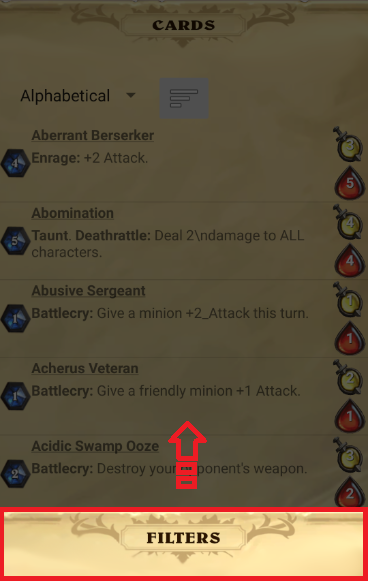 CARDS
Alphabetical
Aberrant Berserker
4
Enrage: +2 Attack.
3
5
Abomination
5
Taunt. Deathrattle: Deal 2\ndamage to ALL
characters.
4
4
Abusive Sergeant
1
Battlecry: Give a minion +2_Attack this turn.
1
1
Acherus Veteran
1
Battlecry: Give a friendly minion +1 Attack.
2
1
Acidic Swamp Ooze
2
Battlecry: Destroy your ponent's weapon.
3
2
FILTERS